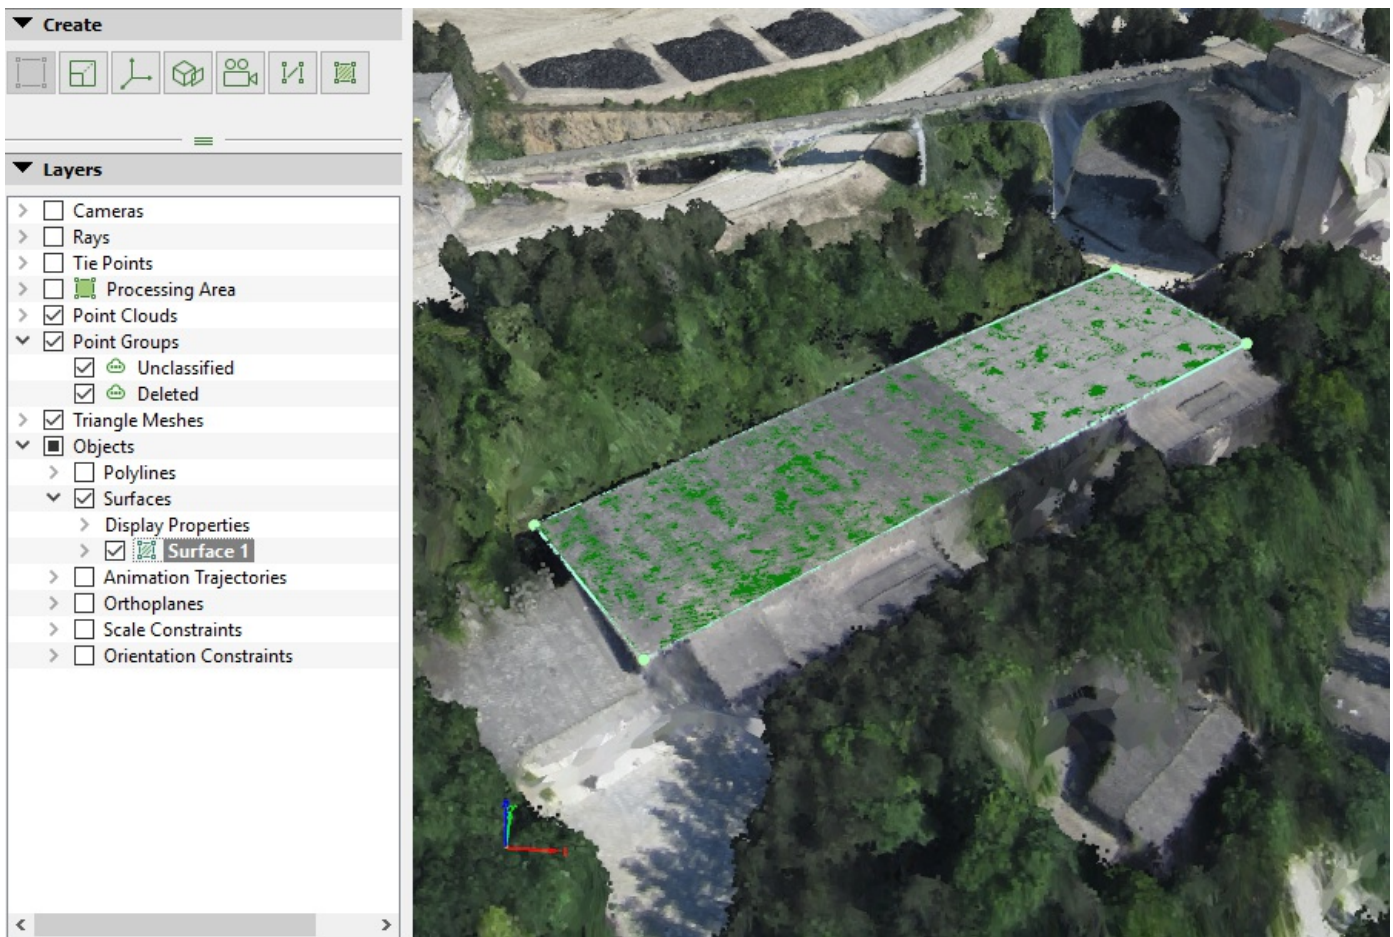 Create
Layers
Cameras
Rays
Tie Points
Processing Area
Point Clouds
Point Groups
Unclassified
Deleted
Triangle Meshes
Objects
Polylines
Surfaces
Display Properties
Surface 1
Animation Trajectories
Orthoplanes
Scale Constraints
Orientation Constraints